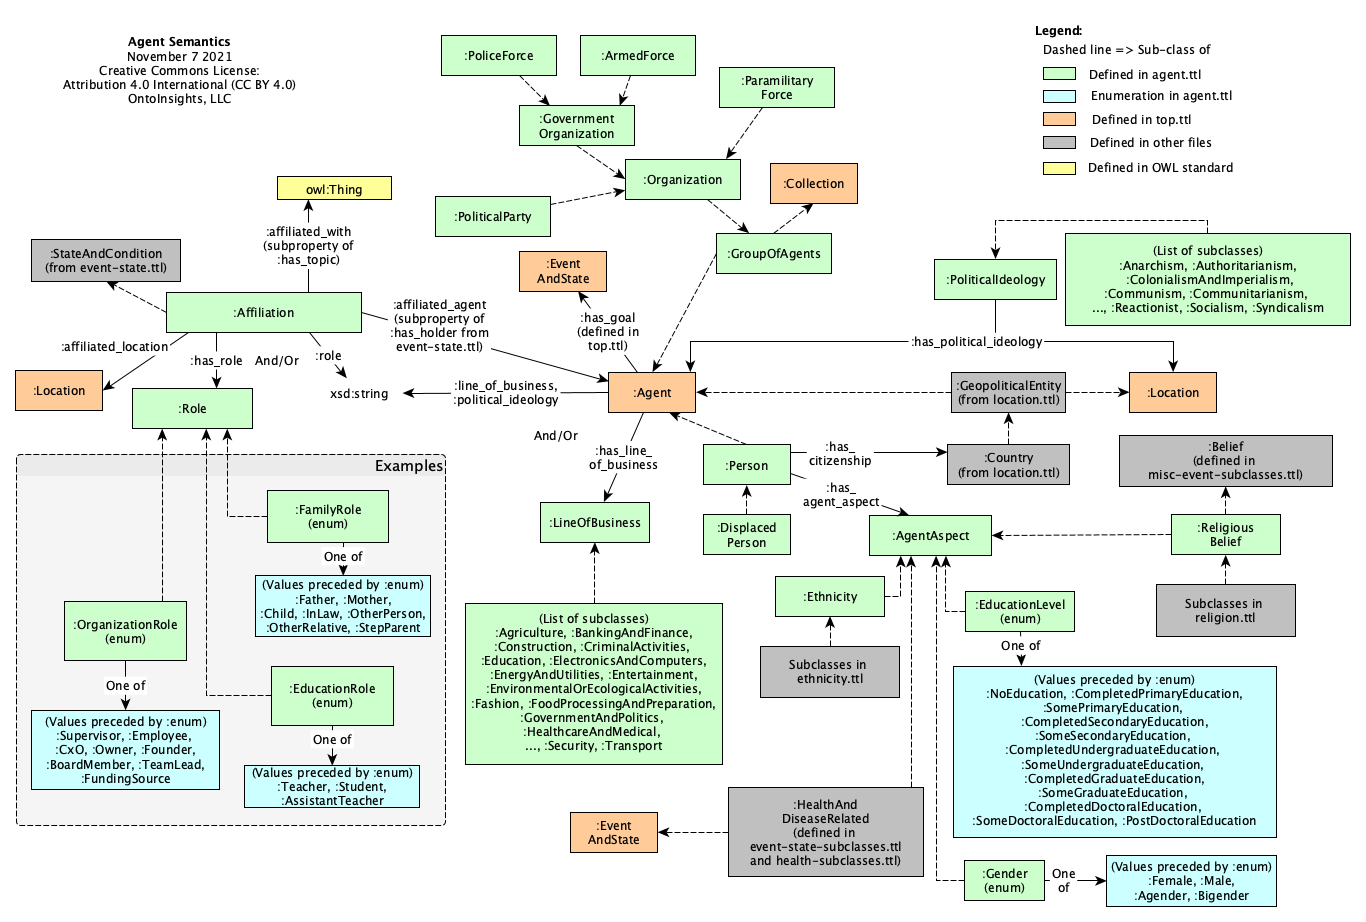 Agent Semantics
November 7 2021
Creative Commons License:
Attribution 4.0 International (CC BY 4.0)
OntoInsights, LLC
Legend:
Dashed line => Sub-class of
Defined in agent.ttl
Enumeration in agent.ttl
Defined in top.ttl
Defined in other files
Defined in OWL standard
:PoliceForce
:ArmedForce
:Paramilitary
Force
:Government
Organization
:Organization
:Collection
:PoliticalParty
:GroupOfAgents
owl:Thing
:affiliated_with
(subproperty of
:has_topic)
:StateAndCondition
(from event-state.ttl)
:Event
AndState
:PoliticalIdeology
(List of subclasses)
:Anarchism, :Authoritarianism,
:ColonialismAndImperialism,
:Communism, :Communitarianism,
..., :Reactionist, :Socialism, :Syndicalism
:Affiliation
:affiliated_agent
(subproperty of
:has_holder from
event-state.ttl)
:has_goal
(defined in
top.ttl)
:has_political_ideology
:affiliated_location
:has_role
And/Or
:role
:Location
:Role
xsd:string
:line_of_business,
:political_ideology
:Agent
:GeopoliticalEntity
(from location.ttl)
:Location
And/Or
:has_line_
of_business
:Person
:has_
citizenship
:Country
(from location.ttl)
:Belief
(defined in
misc-event-subclasses.ttl)
:has_
agent_aspect
Examples
:FamilyRole
(enum)
One of
(Values preceded by :enum)
:Father, :Mother,
:Child, :InLaw, :OtherPerson,
:OtherRelative, :StepParent
:OrganizationRole
(enum)
One of
(Values preceded by :enum)
:Supervisor, :Employee,
:CxO, :Owner, :Founder,
:BoardMember, :TeamLead,
:FundingSource
:EducationRole
(enum)
One of
(Values preceded by :enum)
:Teacher, :Student,
:AssistantTeacher
:LineOfBusiness
:Displaced
Person
:AgentAspect
:Religious
Belief
(List of subclasses)
:Agriculture, :BankingAndFinance,
:Construction, :CriminalActivities,
:Education, :ElectronicsAndComputers,
:EnergyAndUtilities, :Entertainment,
:EnvironmentalOrEcologicalActivities,
:Fashion, :FoodProcessingAndPreparation,
:GovernmentAndPolitics,
:HealthcareAndMedical,
..., :Security, :Transport
:Ethnicity
Subclasses in
ethnicity.ttl
:EducationLevel
(enum)
Subclasses in
religion.ttl
One of
(Values preceded by :enum)
:NoEducation, :CompletedPrimaryEducation,
:SomePrimaryEducation,
:CompletedSecondaryEducation,
:SomeSecondaryEducation,
:CompletedUndergraduateEducation,
:SomeUndergraduateEducation,
:CompletedGraduateEducation,
:SomeGraduateEducation,
:CompletedDoctoralEducation,
:SomeDoctoralEducation, :PostDoctoralEducation
:Event
AndState
:HealthAnd
DiseaseRelated
(defined in
event-state-subclasses.ttl
and health-subclasses.ttl)
:Gender
(enum)
One
of
(Values preceded by :enum)
:Female, :Male,
:Agender, :Bigender